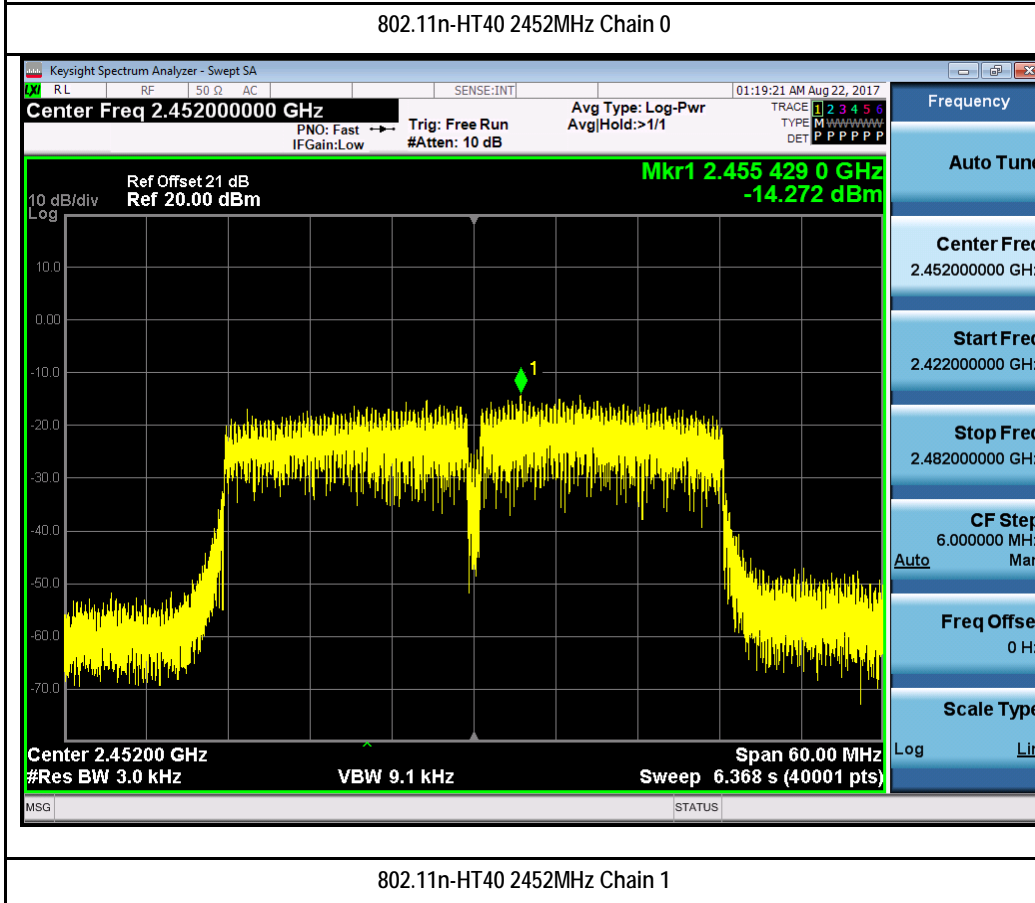 802.11n-HT40 2452MHz Chain 0
Keysight Spectrum Analyzer - Swept SA
LXI RL RF 50 Ω AC SENSE:INT 01:19:21 AM Aug 22, 2017
Center Freq 2.452000000 GHz
PNO: Fast
IFGain:Low
Trig: Free Run
#Atten: 10 dB
Avg Type: Log-Pwr
Avg|Hold:>1/1
TRACE 1 2 3 4 5 6
TYPE M W W W W W
DET P P P P P P
Mkr1 2.455 429 0 GHz
-14.272 dBm
Ref Offset 21 dB
10 dB/div Ref 20.00 dBm
Log
10.0
0.00
-10.0
-20.0
-30.0
-40.0
-50.0
-60.0
-70.0
1
Center 2.45200 GHz Span 60.00 MHz
#Res BW 3.0 kHz VBW 9.1 kHz Sweep 6.368 s (40001 pts)
MSG STATUS
Frequency
Auto Tune
Center Freq
2.452000000 GHz
Start Freq
2.422000000 GHz
Stop Freq
2.482000000 GHz
CF Step
6.000000 MHz
Auto Man
Freq Offset
0 Hz
Scale Type
Log Lin
802.11n-HT40 2452MHz Chain 1